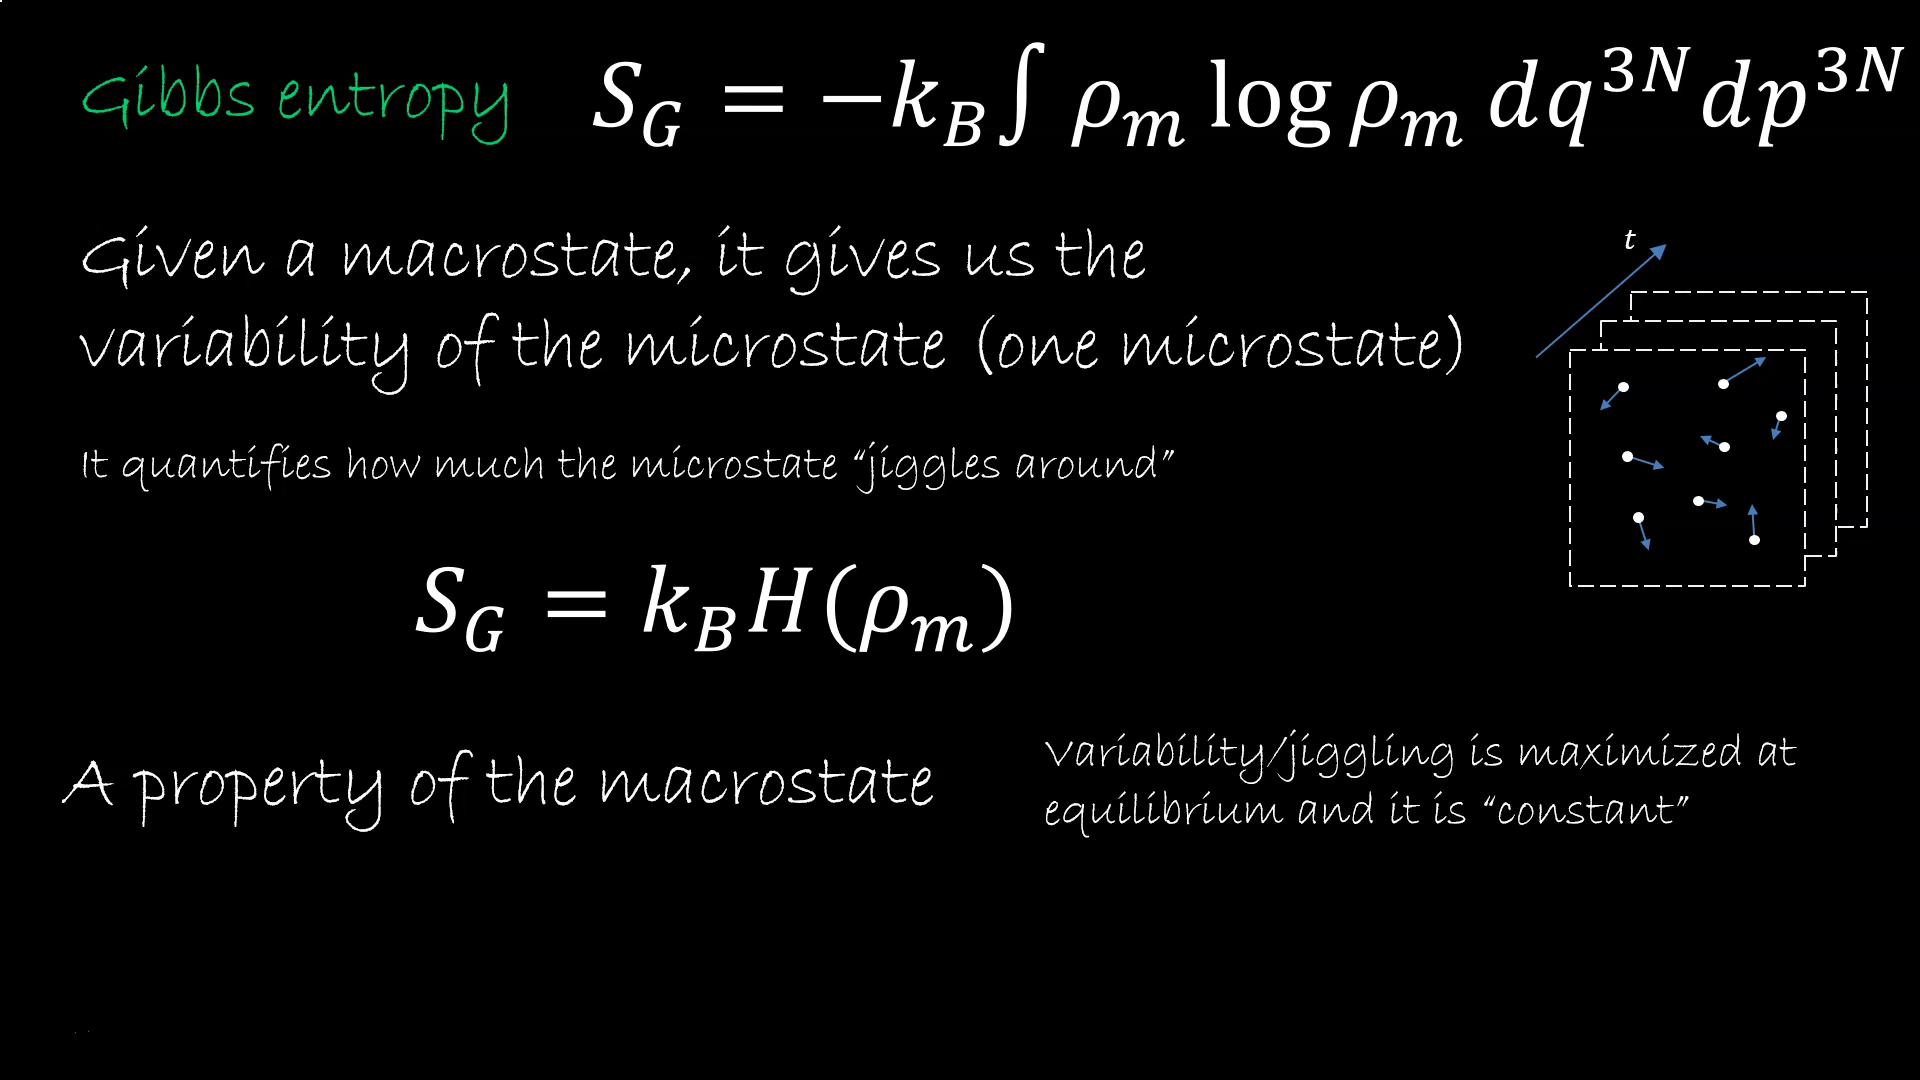 Gibbs entropy
S_G = −k_B ∫ ρ_m log ρ_m dq^{3N} dp^{3N}
Given a macrostate, it gives us the
variability of the microstate (one microstate)
t
It quantifies how much the microstate “jiggles around”
S_G = k_B H(ρ_m)
A property of the macrostate
Variability/jiggling is maximized at
equilibrium and it is “constant”